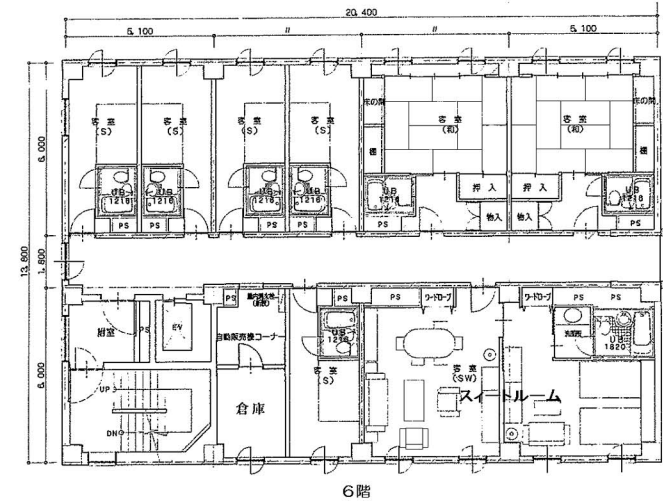 20,400
5,100 〃 〃 5,100
客室
(S)
客室
(S)
客室
(S)
客室
(S)
床の間
棚
客室
(和)
客室
(和)
床の間
棚
6,000
UB
1216
UB
1216
UB
1216
UB
1216
UB
1216
押入
押入
UB
1216
物入
物入
PS
PS
PS
PS
PS
PS
13,800
1,800
PS
PS
PS
ワードローブ
ワードローブ
PS
PS
前室
PS
EV
自動販売機コーナー
UB
1216
洗面所
UB
1820
6,000
客室
(S)
客室
(SW)
スイートルーム
倉庫
UP
DN
6階